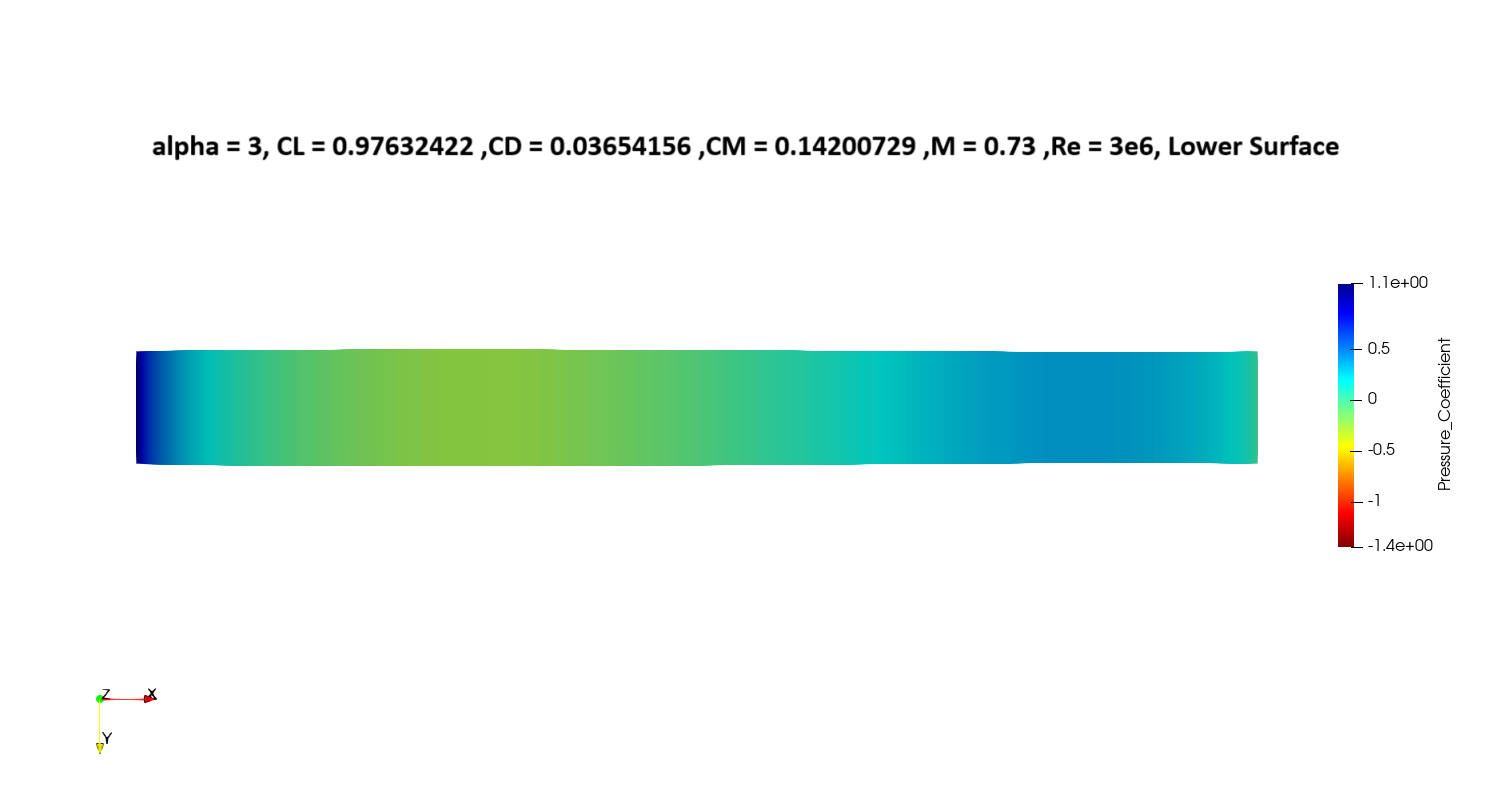 alpha = 3, CL = 0.97632422 ,CD = 0.03654156 ,CM = 0.14200729 ,M = 0.73 ,Re = 3e6, Lower Surface
1.1e+00
0.5
0
-0.5
-1
-1.4e+00
Pressure_Coefficient
Z X
Y